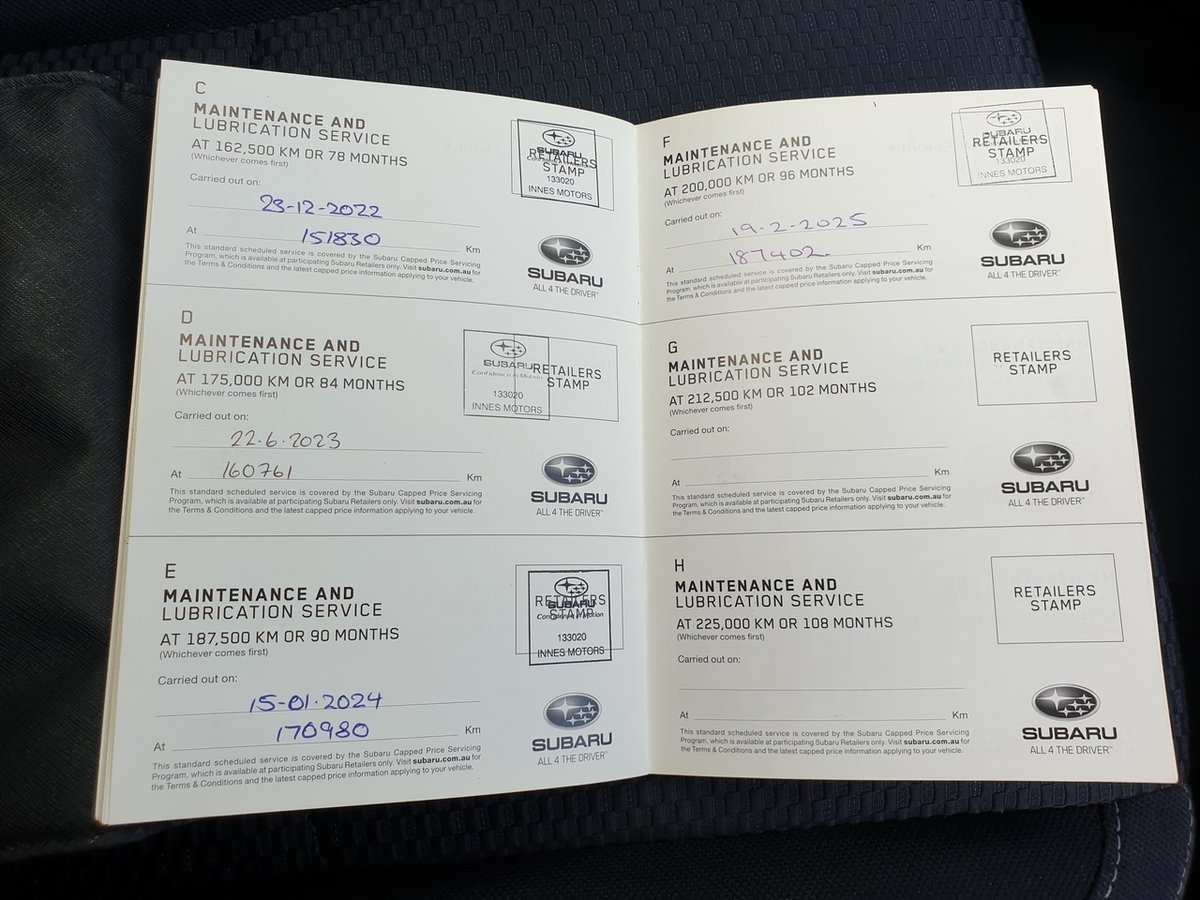 C
MAINTENANCE AND
LUBRICATION SERVICE
AT 162,500 KM OR 78 MONTHS
(Whichever comes first)
Carried out on:
23-12-2022
At 151830 Km
This standard scheduled service is covered by the Subaru Capped Price Servicing
Program, which is available at participating Subaru Retailers only. Visit subaru.com.au for
the Terms & Conditions and the latest capped price information applying to your vehicle.
SUBARU
RETAILERS
STAMP
133020
INNES MOTORS
SUBARU
ALL 4 THE DRIVER™
D
MAINTENANCE AND
LUBRICATION SERVICE
AT 175,000 KM OR 84 MONTHS
(Whichever comes first)
Carried out on:
22.6.2023
At 160761 Km
This standard scheduled service is covered by the Subaru Capped Price Servicing
Program, which is available at participating Subaru Retailers only. Visit subaru.com.au for
the Terms & Conditions and the latest capped price information applying to your vehicle.
SUBARU
Confidence in Motion
133020
INNES MOTORS
RETAILERS
STAMP
SUBARU
ALL 4 THE DRIVER™
E
MAINTENANCE AND
LUBRICATION SERVICE
AT 187,500 KM OR 90 MONTHS
(Whichever comes first)
Carried out on:
15-01.2024
At 170980 Km
This standard scheduled service is covered by the Subaru Capped Price Servicing
Program, which is available at participating Subaru Retailers only. Visit subaru.com.au for
the Terms & Conditions and the latest capped price information applying to your vehicle.
RETAILERS
SUBARU
STAMP
Confidence in Motion
133020
INNES MOTORS
SUBARU
ALL 4 THE DRIVER™
F
MAINTENANCE AND
LUBRICATION SERVICE
AT 200,000 KM OR 96 MONTHS
(Whichever comes first)
Carried out on:
19-2-2025
At 187402. Km
This standard scheduled service is covered by the Subaru Capped Price Servicing
Program, which is available at participating Subaru Retailers only. Visit subaru.com.au for
the Terms & Conditions and the latest capped price information applying to your vehicle.
SUBARU
RETAILERS
STAMP
133020
INNES MOTORS
SUBARU
ALL 4 THE DRIVER™
G
MAINTENANCE AND
LUBRICATION SERVICE
AT 212,500 KM OR 102 MONTHS
(Whichever comes first)
Carried out on:
At Km
This standard scheduled service is covered by the Subaru Capped Price Servicing
Program, which is available at participating Subaru Retailers only. Visit subaru.com.au for
the Terms & Conditions and the latest capped price information applying to your vehicle.
RETAILERS
STAMP
SUBARU
ALL 4 THE DRIVER™
H
MAINTENANCE AND
LUBRICATION SERVICE
AT 225,000 KM OR 108 MONTHS
(Whichever comes first)
Carried out on:
At Km
This standard scheduled service is covered by the Subaru Capped Price Servicing
Program, which is available at participating Subaru Retailers only. Visit subaru.com.au for
the Terms & Conditions and the latest capped price information applying to your vehicle.
RETAILERS
STAMP
SUBARU
ALL 4 THE DRIVER™